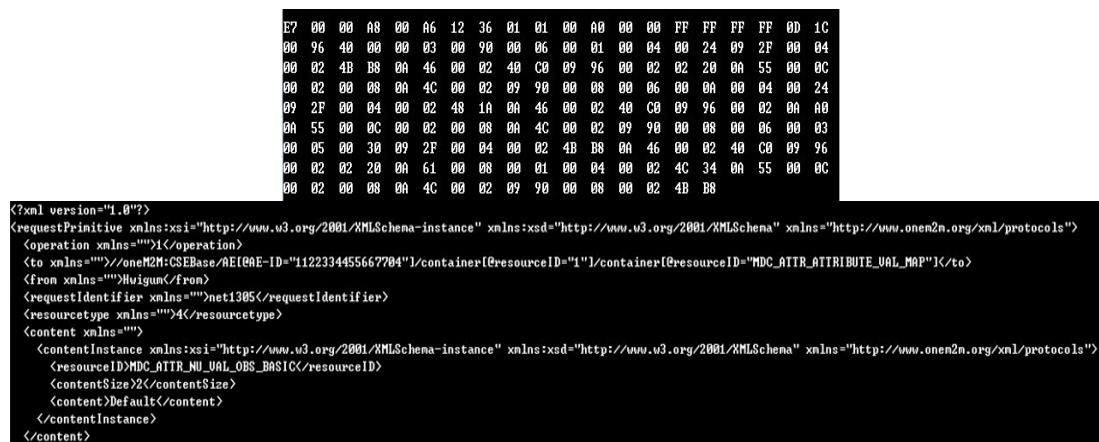 E7 00 00 A8 00 A6 12 36 01 01 00 A0 00 00 FF FF FF FF 0D 1C
00 96 40 00 00 03 00 90 00 06 00 01 00 04 00 24 09 2F 00 04
00 02 4B B8 0A 46 00 02 40 C0 09 96 00 02 02 20 0A 55 00 0C
00 02 00 08 0A 4C 00 02 09 90 00 08 00 06 00 0A 00 04 00 24
09 2F 00 04 00 02 48 1A 0A 46 00 02 40 C0 09 96 00 02 0A A0
0A 55 00 0C 00 02 00 08 0A 4C 00 02 09 90 00 08 00 06 00 03
00 05 00 30 09 2F 00 04 00 02 4B B8 0A 46 00 02 40 C0 09 96
00 02 02 20 0A 61 00 08 00 01 00 04 00 02 4C 34 0A 55 00 0C
00 02 00 08 0A 4C 00 02 09 90 00 08 00 02 4B B8
<?xml version="1.0"?>
<requestPrimitive xmlns:xsi="http://www.w3.org/2001/XMLSchema-instance" xmlns:xsd="http://www.w3.org/2001/XMLSchema" xmlns="http://www.onem2m.org/xml/protocols">
<operation xmlns="">1</operation>
<to xmlns="">//oneM2M:CSEBase/AE[@AE-ID="1122334455667704"]/container[@resourceID="1"]/container[@resourceID="MDC_ATTR_ATTRIBUTE_VAL_MAP"]</to>
<from xmlns="">Hwigum</from>
<requestIdentifier xmlns="">net1305</requestIdentifier>
<resourcetype xmlns="">4</resourcetype>
<content xmlns="">
<contentInstance xmlns:xsi="http://www.w3.org/2001/XMLSchema-instance" xmlns:xsd="http://www.w3.org/2001/XMLSchema" xmlns="http://www.onem2m.org/xml/protocols">
<resourceID>MDC_ATTR_NU_VAL_OBS_BASIC</resourceID>
<contentSize>2</contentSize>
<content>Default</content>
</contentInstance>
</content>